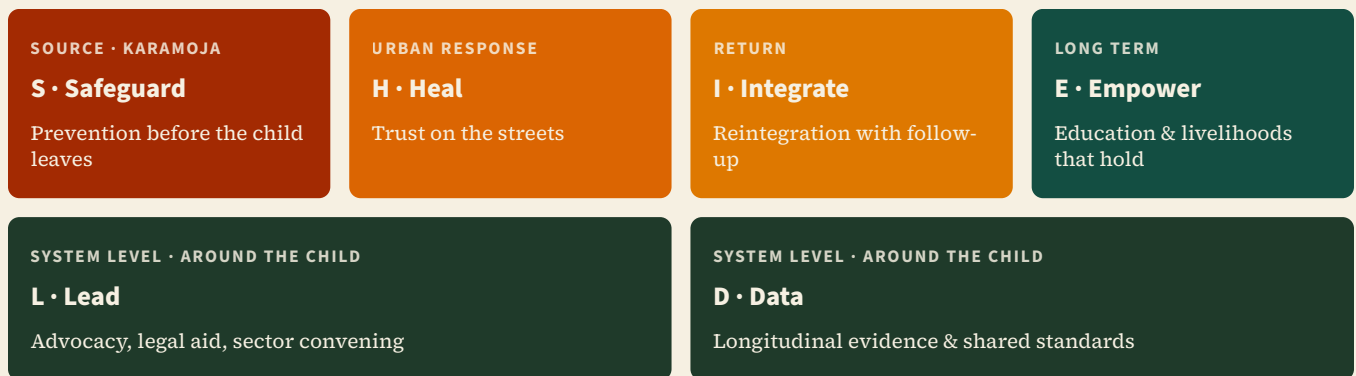 SOURCE · KARAMOJA
S · Safeguard
Prevention before the child
leaves
URBAN RESPONSE
H · Heal
Trust on the streets
RETURN
I · Integrate
Reintegration with follow-
up
LONG TERM
E · Empower
Education & livelihoods
that hold
SYSTEM LEVEL · AROUND THE CHILD
L · Lead
Advocacy, legal aid, sector convening
SYSTEM LEVEL · AROUND THE CHILD
D · Data
Longitudinal evidence & shared standards